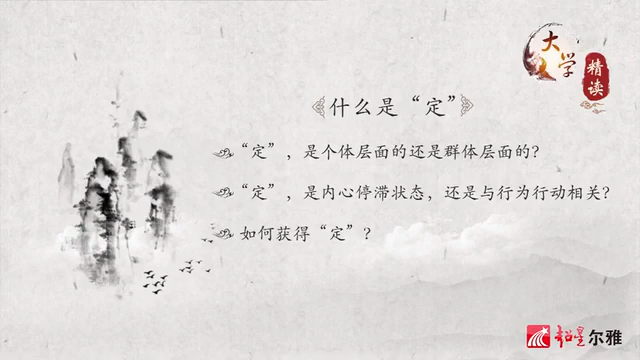 大学
精读
什么是“定”
“定”，是个体层面的还是群体层面的？
“定”，是内心停滞状态，还是与行为行动相关？
如何获得“定”？
超星尔雅